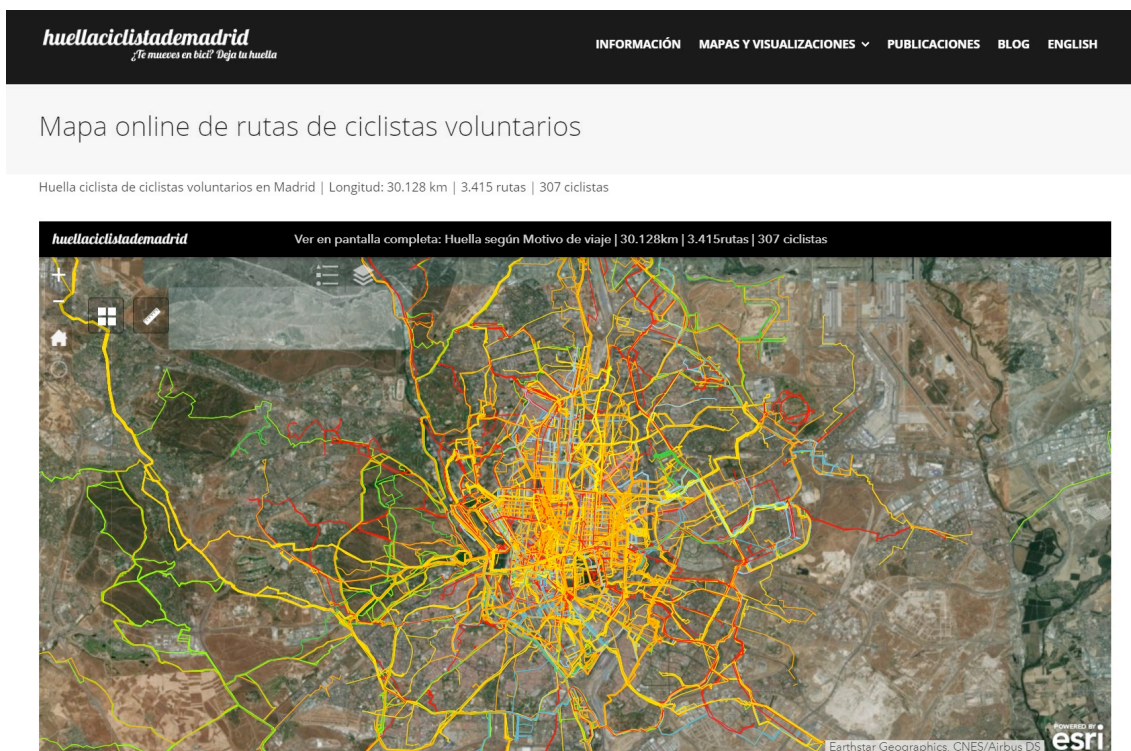 huellaciclistademadrid
¿Te mueves en bici? Deja tu huella
INFORMACIÓN MAPAS Y VISUALIZACIONES PUBLICACIONES BLOG ENGLISH
Mapa online de rutas de ciclistas voluntarios
Huella ciclista de ciclistas voluntarios en Madrid | Longitud: 30.128 km | 3.415 rutas | 307 ciclistas
huellaciclistademadrid Ver en pantalla completa: Huella según Motivo de viaje | 30.128km | 3.415rutas | 307 ciclistas
POWERED BY
esri
Earthstar Geographics, CNES/Airbus DS